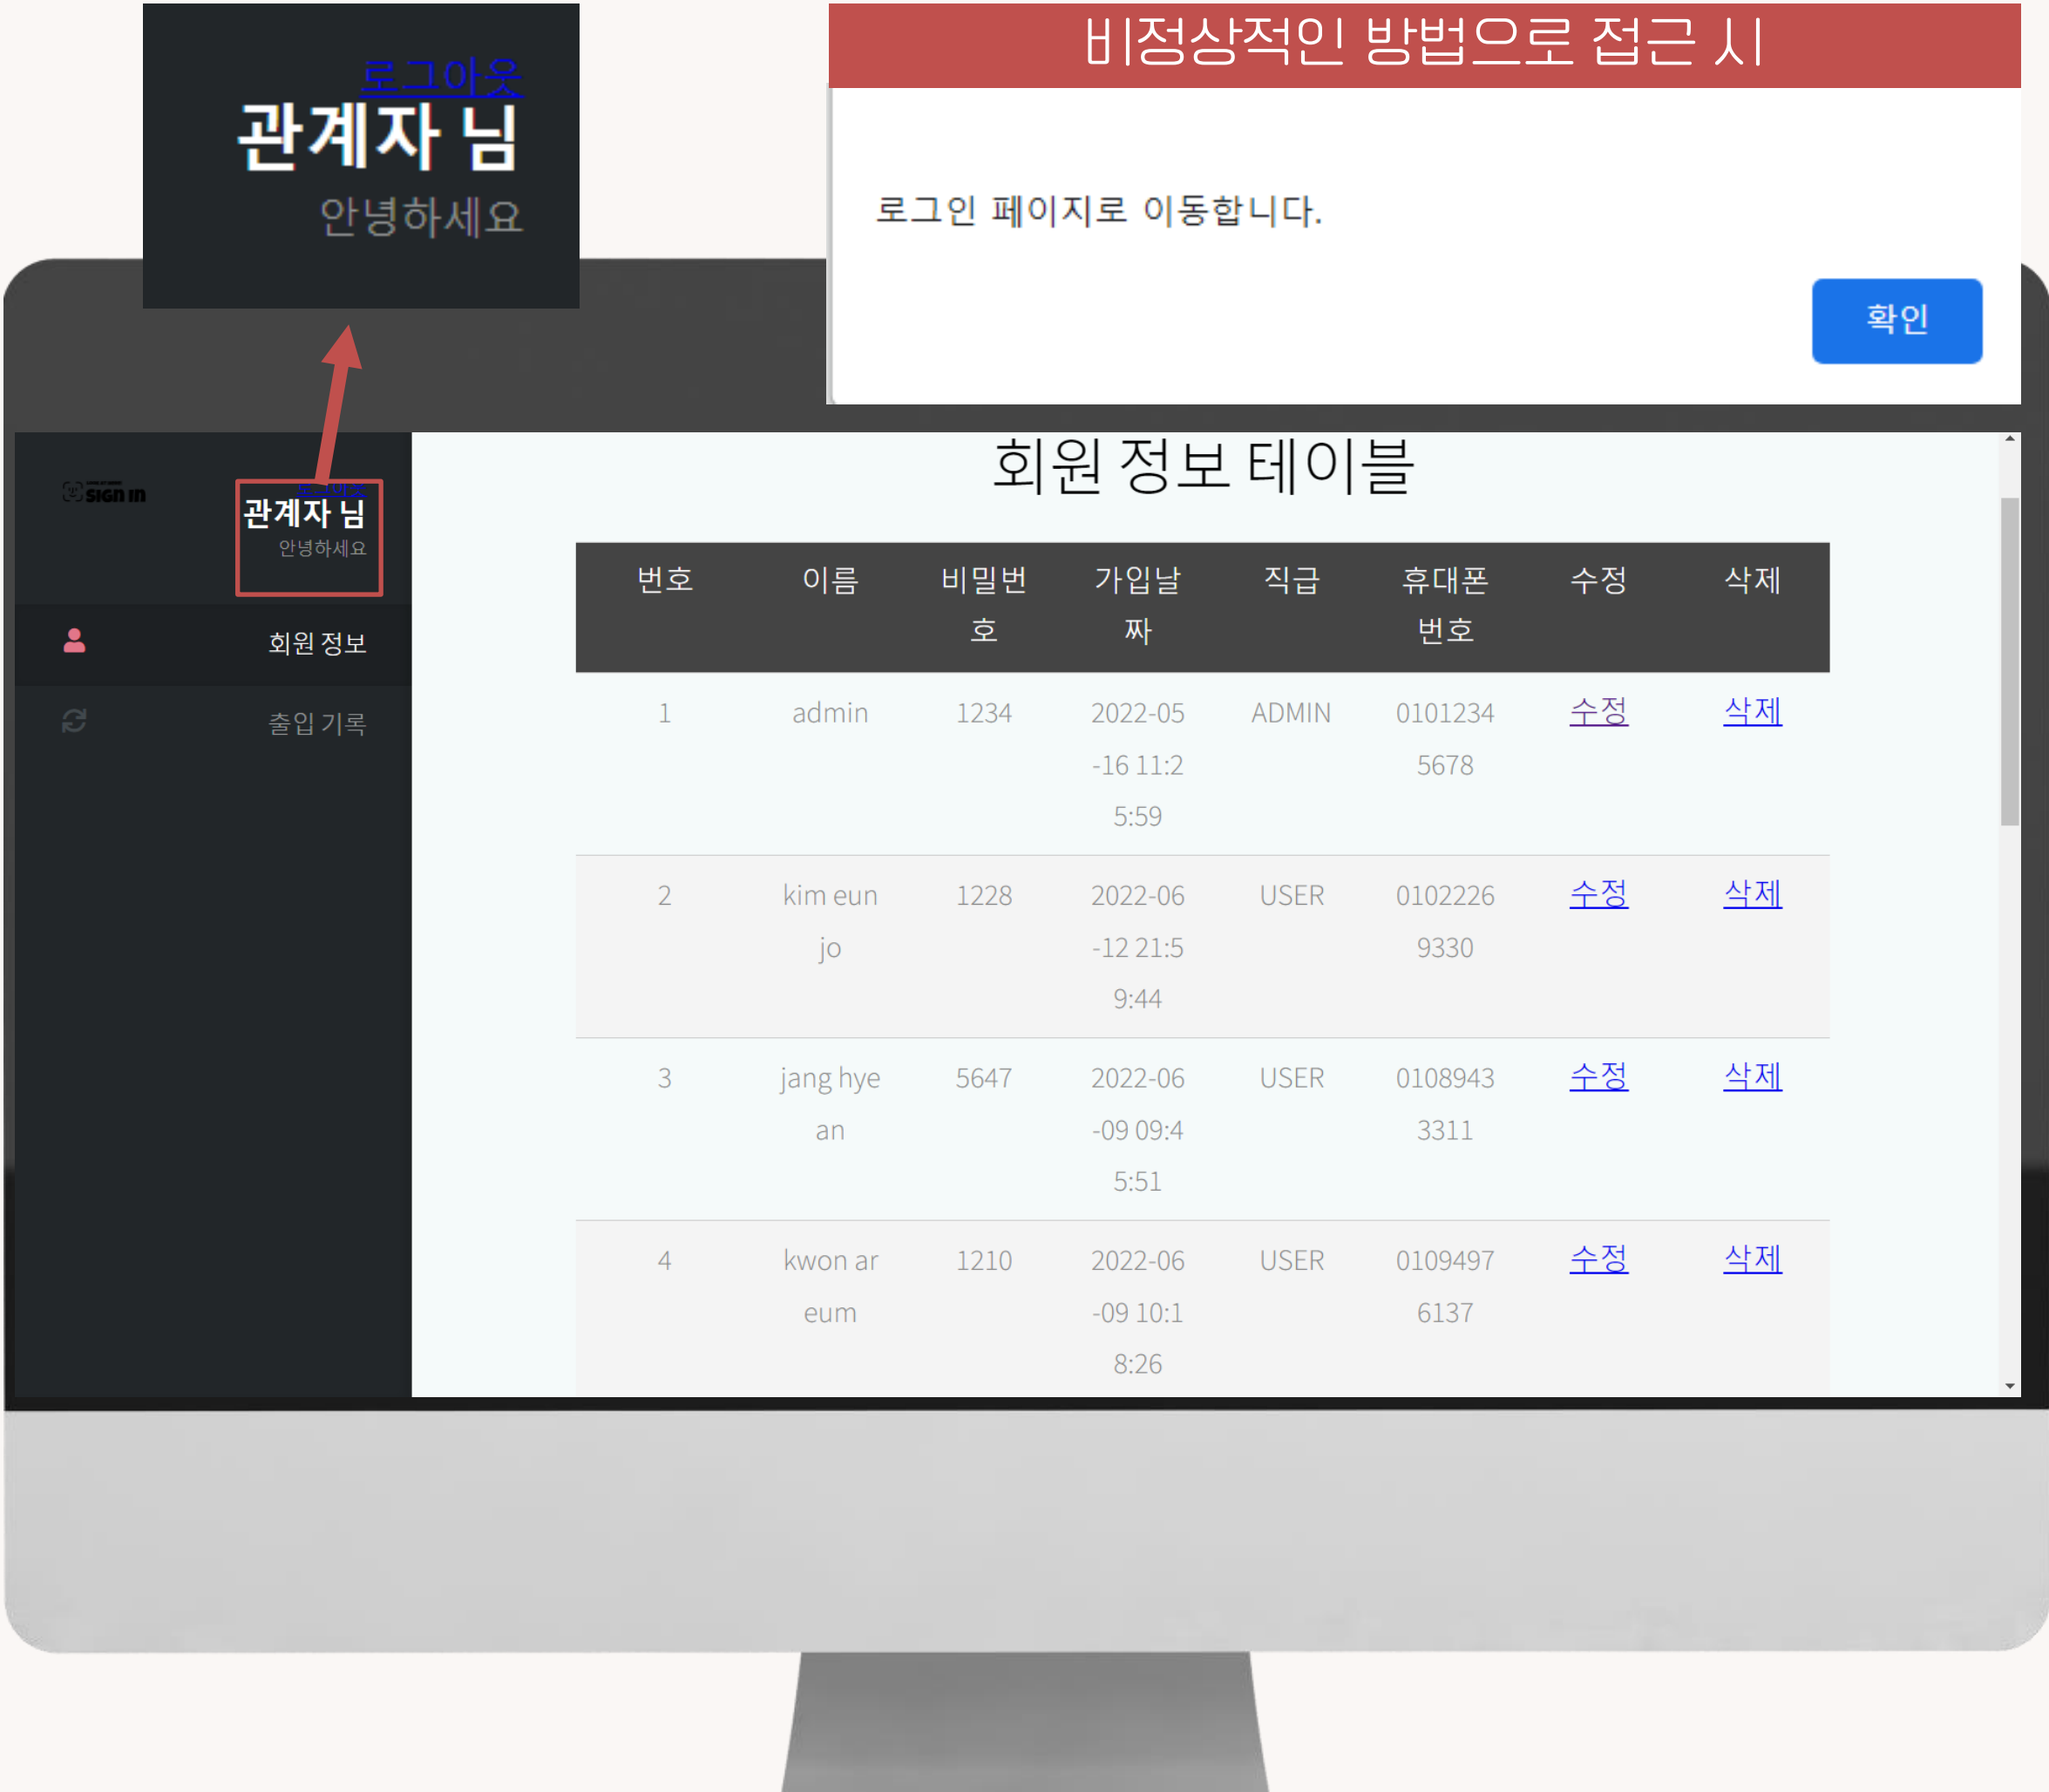 로그아웃
관계자 님
안녕하세요
비정상적인 방법으로 접근 시
로그인 페이지로 이동합니다.
확인
sign in
로그아웃
관계자 님
안녕하세요
회원 정보
출입 기록
회원 정보 테이블
번호 이름 비밀번 가입날 직급 휴대폰 수정 삭제
호 짜 번호
1 admin 1234 2022-05 ADMIN 0101234 수정 삭제
-16 11:2 5678
5:59
2 kim eun 1228 2022-06 USER 0102226 수정 삭제
jo -12 21:5 9330
9:44
3 jang hye 5647 2022-06 USER 0108943 수정 삭제
an -09 09:4 3311
5:51
4 kwon ar 1210 2022-06 USER 0109497 수정 삭제
eum -09 10:1 6137
8:26